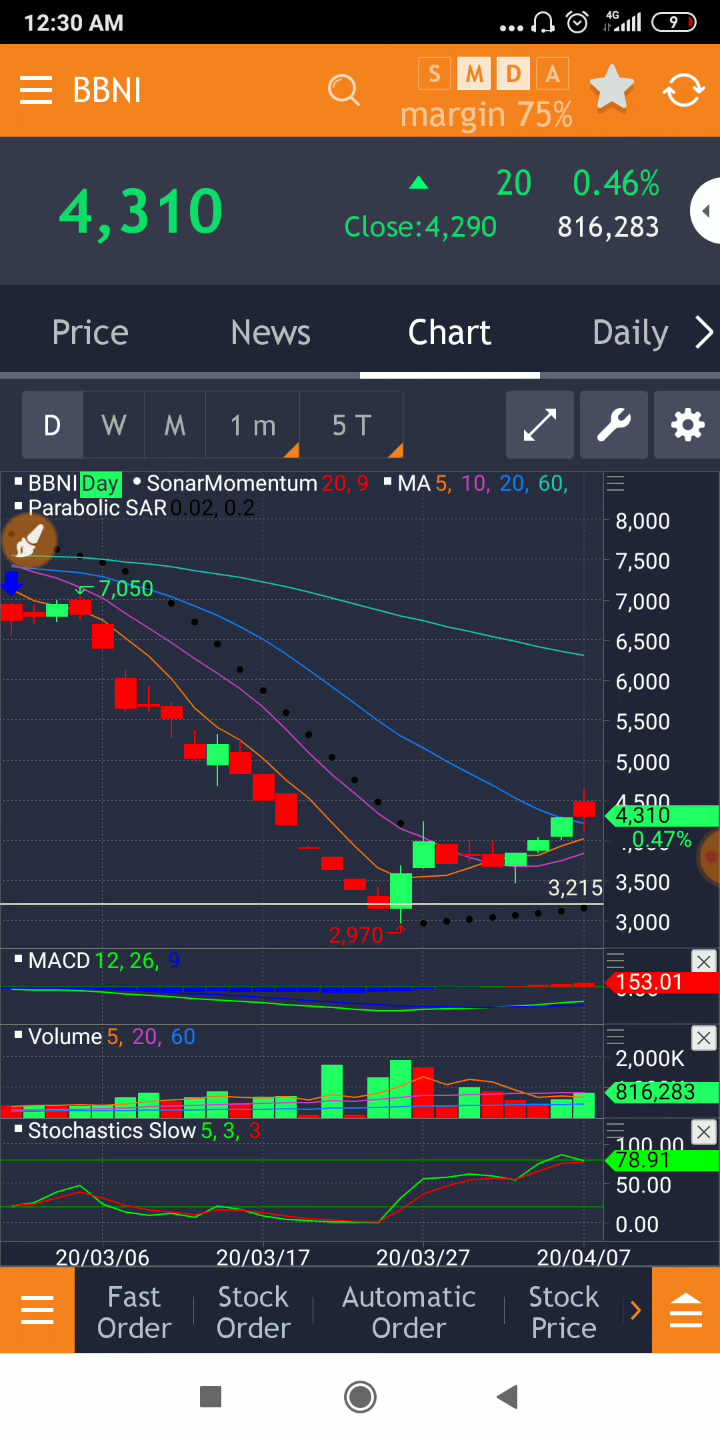 12:30 AM 4G 9
BBNI S M D A
margin 75%
4,310 ▲ 20 0.46%
Close:4,290 816,283
Price News Chart Daily
D W M 1 m 5 T
BBNI Day SonarMomentum 20, 9 MA 5, 10, 20, 60,
Parabolic SAR 0.02, 0.2
8,000
7,500
7,050
7,000
6,500
6,000
5,500
5,000
4,500
4,310
0.47%
3,500
3,215
3,000
2,970
MACD 12, 26, 9
153.01
Volume 5, 20, 60
2,000K
816,283
Stochastics Slow 5, 3, 3
100.00
78.91
50.00
0.00
20/03/06 20/03/17 20/03/27 20/04/07
Fast Order
Stock Order
Automatic Order
Stock Price